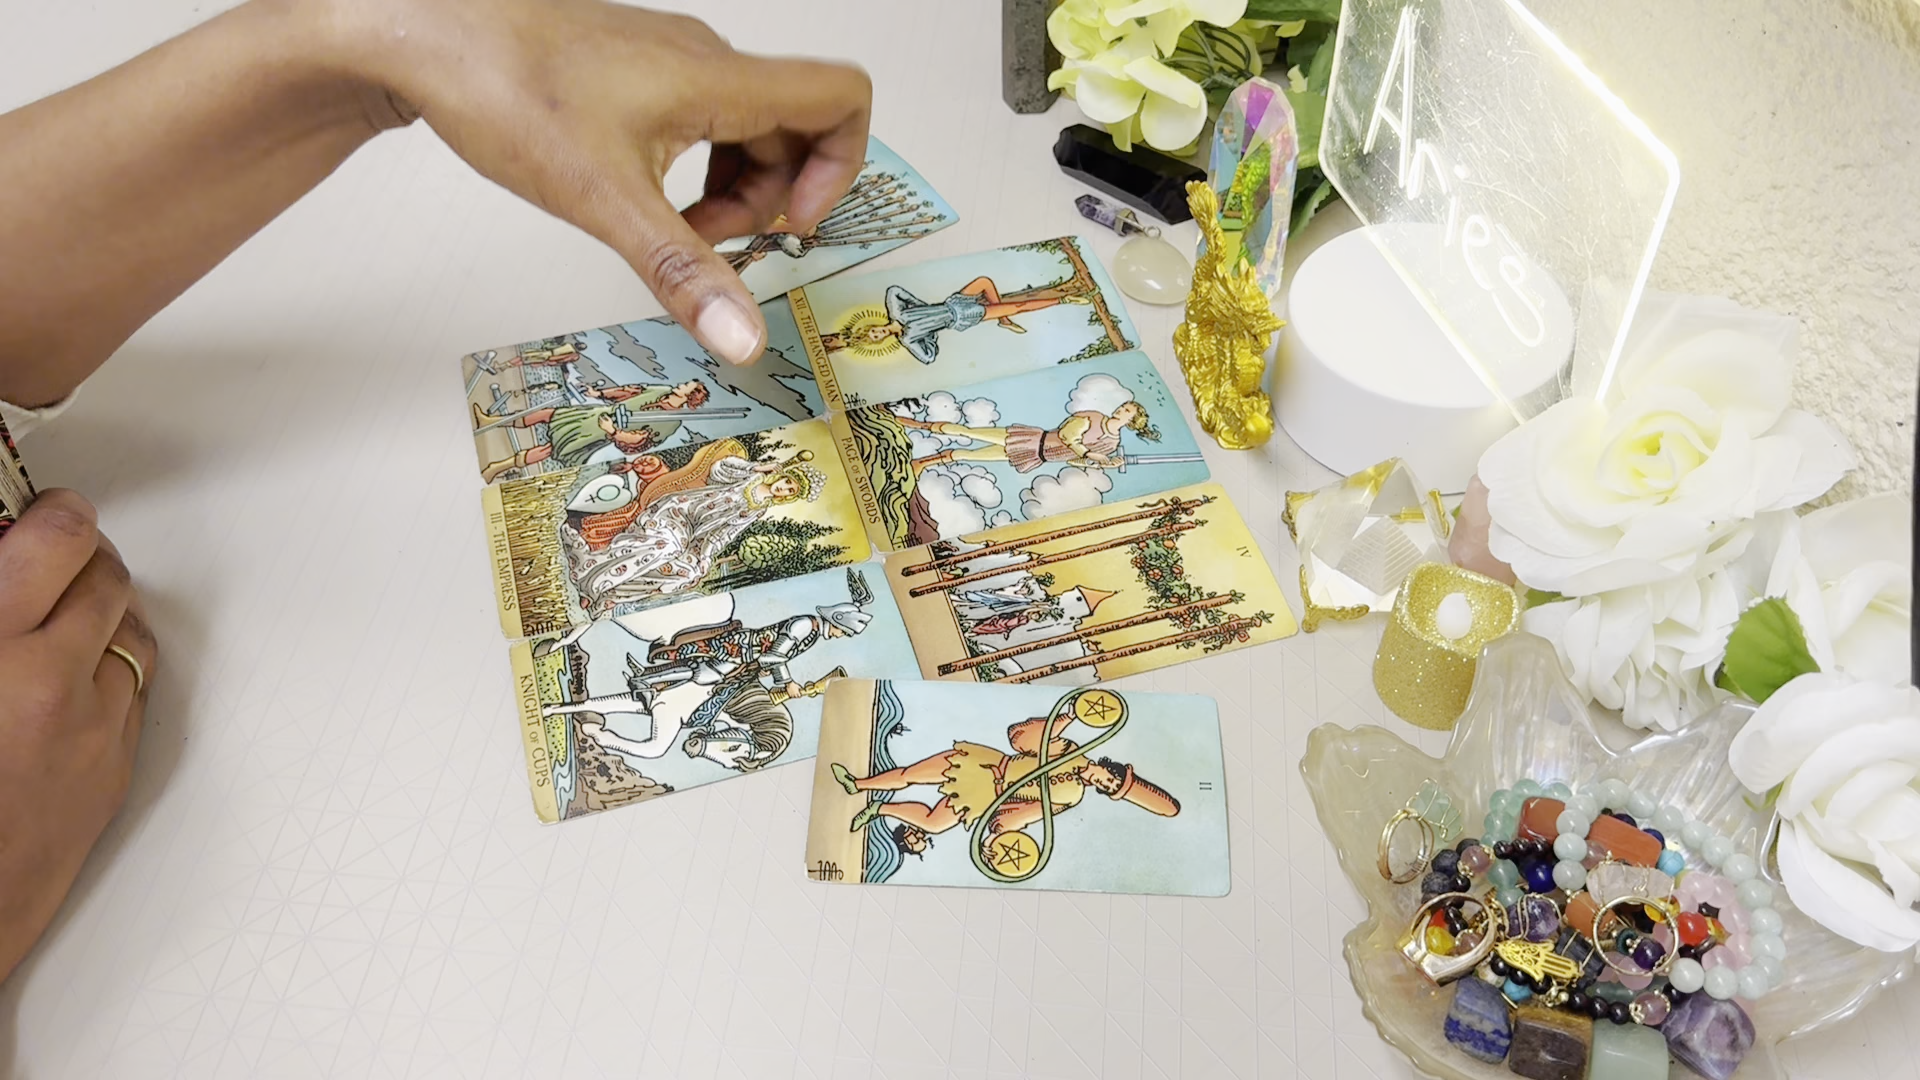 Aries
XII · THE HANGED MAN
PAGE OF SWORDS
III · THE EMPRESS
IV
KNIGHT OF CUPS
II